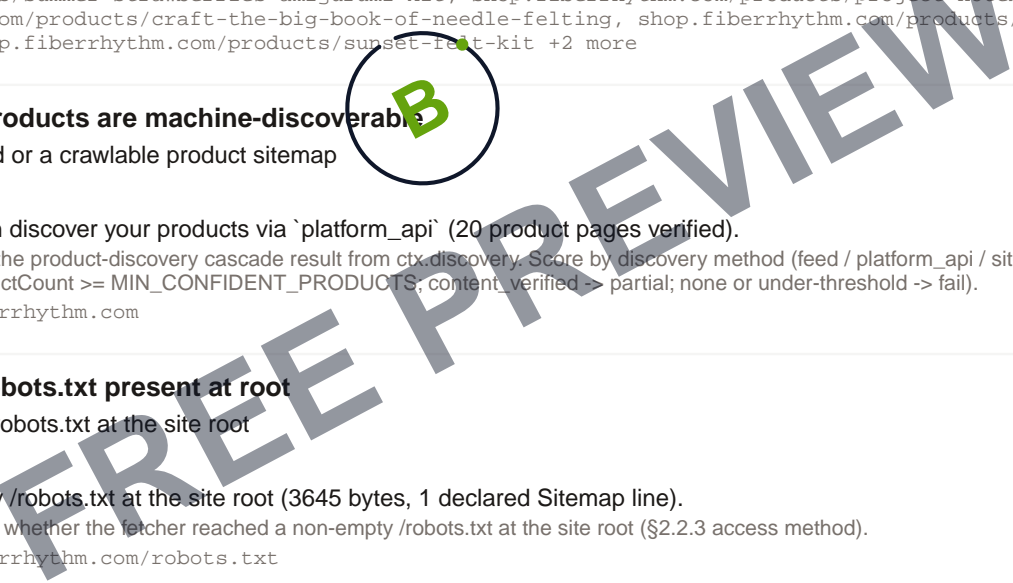 om/products/craft-the-big-book-of-needle-felting, shop.fiberrhythm.com/products/
p.fiberrhythm.com/products/sunset-felt-kit +2 more
B
roducts are machine-discoverable
d or a crawlable product sitemap
n discover your products via `platform_api` (20 product pages verified).
the product-discovery cascade result from ctx.discovery. Score by discovery method (feed / platform_api / sit
ctCount >= MIN_CONFIDENT_PRODUCTS; content_verified -> partial; none or under-threshold -> fail).
rrhythm.com
FREE PREVIEW
bots.txt present at root
obots.txt at the site root
y /robots.txt at the site root (3645 bytes, 1 declared Sitemap line).
whether the fetcher reached a non-empty /robots.txt at the site root (§2.2.3 access method).
rrhythm.com/robots.txt